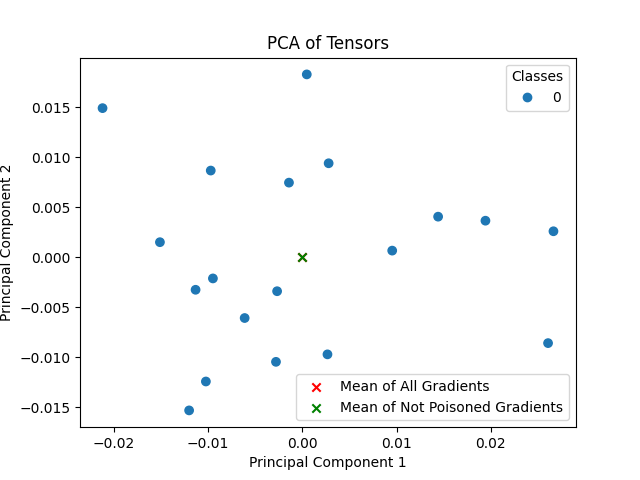 PCA of Tensors
Classes
0
0.015
0.010
0.005
0.000
−0.005
−0.010
−0.015
Principal Component 2
Mean of All Gradients
Mean of Not Poisoned Gradients
−0.02
−0.01
0.00
0.01
0.02
Principal Component 1